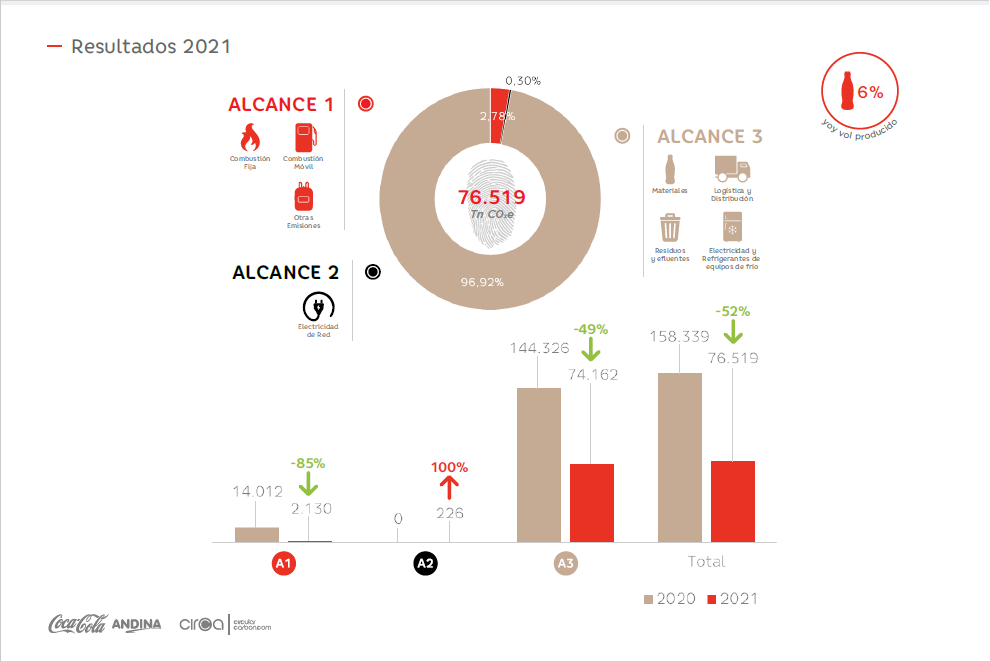 Resultados 2021
6%
yoy vol producido
ALCANCE 1
Combustión
Fija
Combustión
Móvil
Otras
Emisiones
ALCANCE 2
Electricidad
de Red
0,30%
2,78%
76.519
Tn CO₂e
96,92%
ALCANCE 3
Materiales
Logística y
Distribución
Residuos
y efluentes
Electricidad y
Refrigerantes de
equipos de frío
14.012
-85%
2.130
0
100%
226
144.326
-49%
74.162
158.339
-52%
76.519
A1
A2
A3
Total
2020
2021
Coca-Cola ANDINA
circa
circular
carbon.com